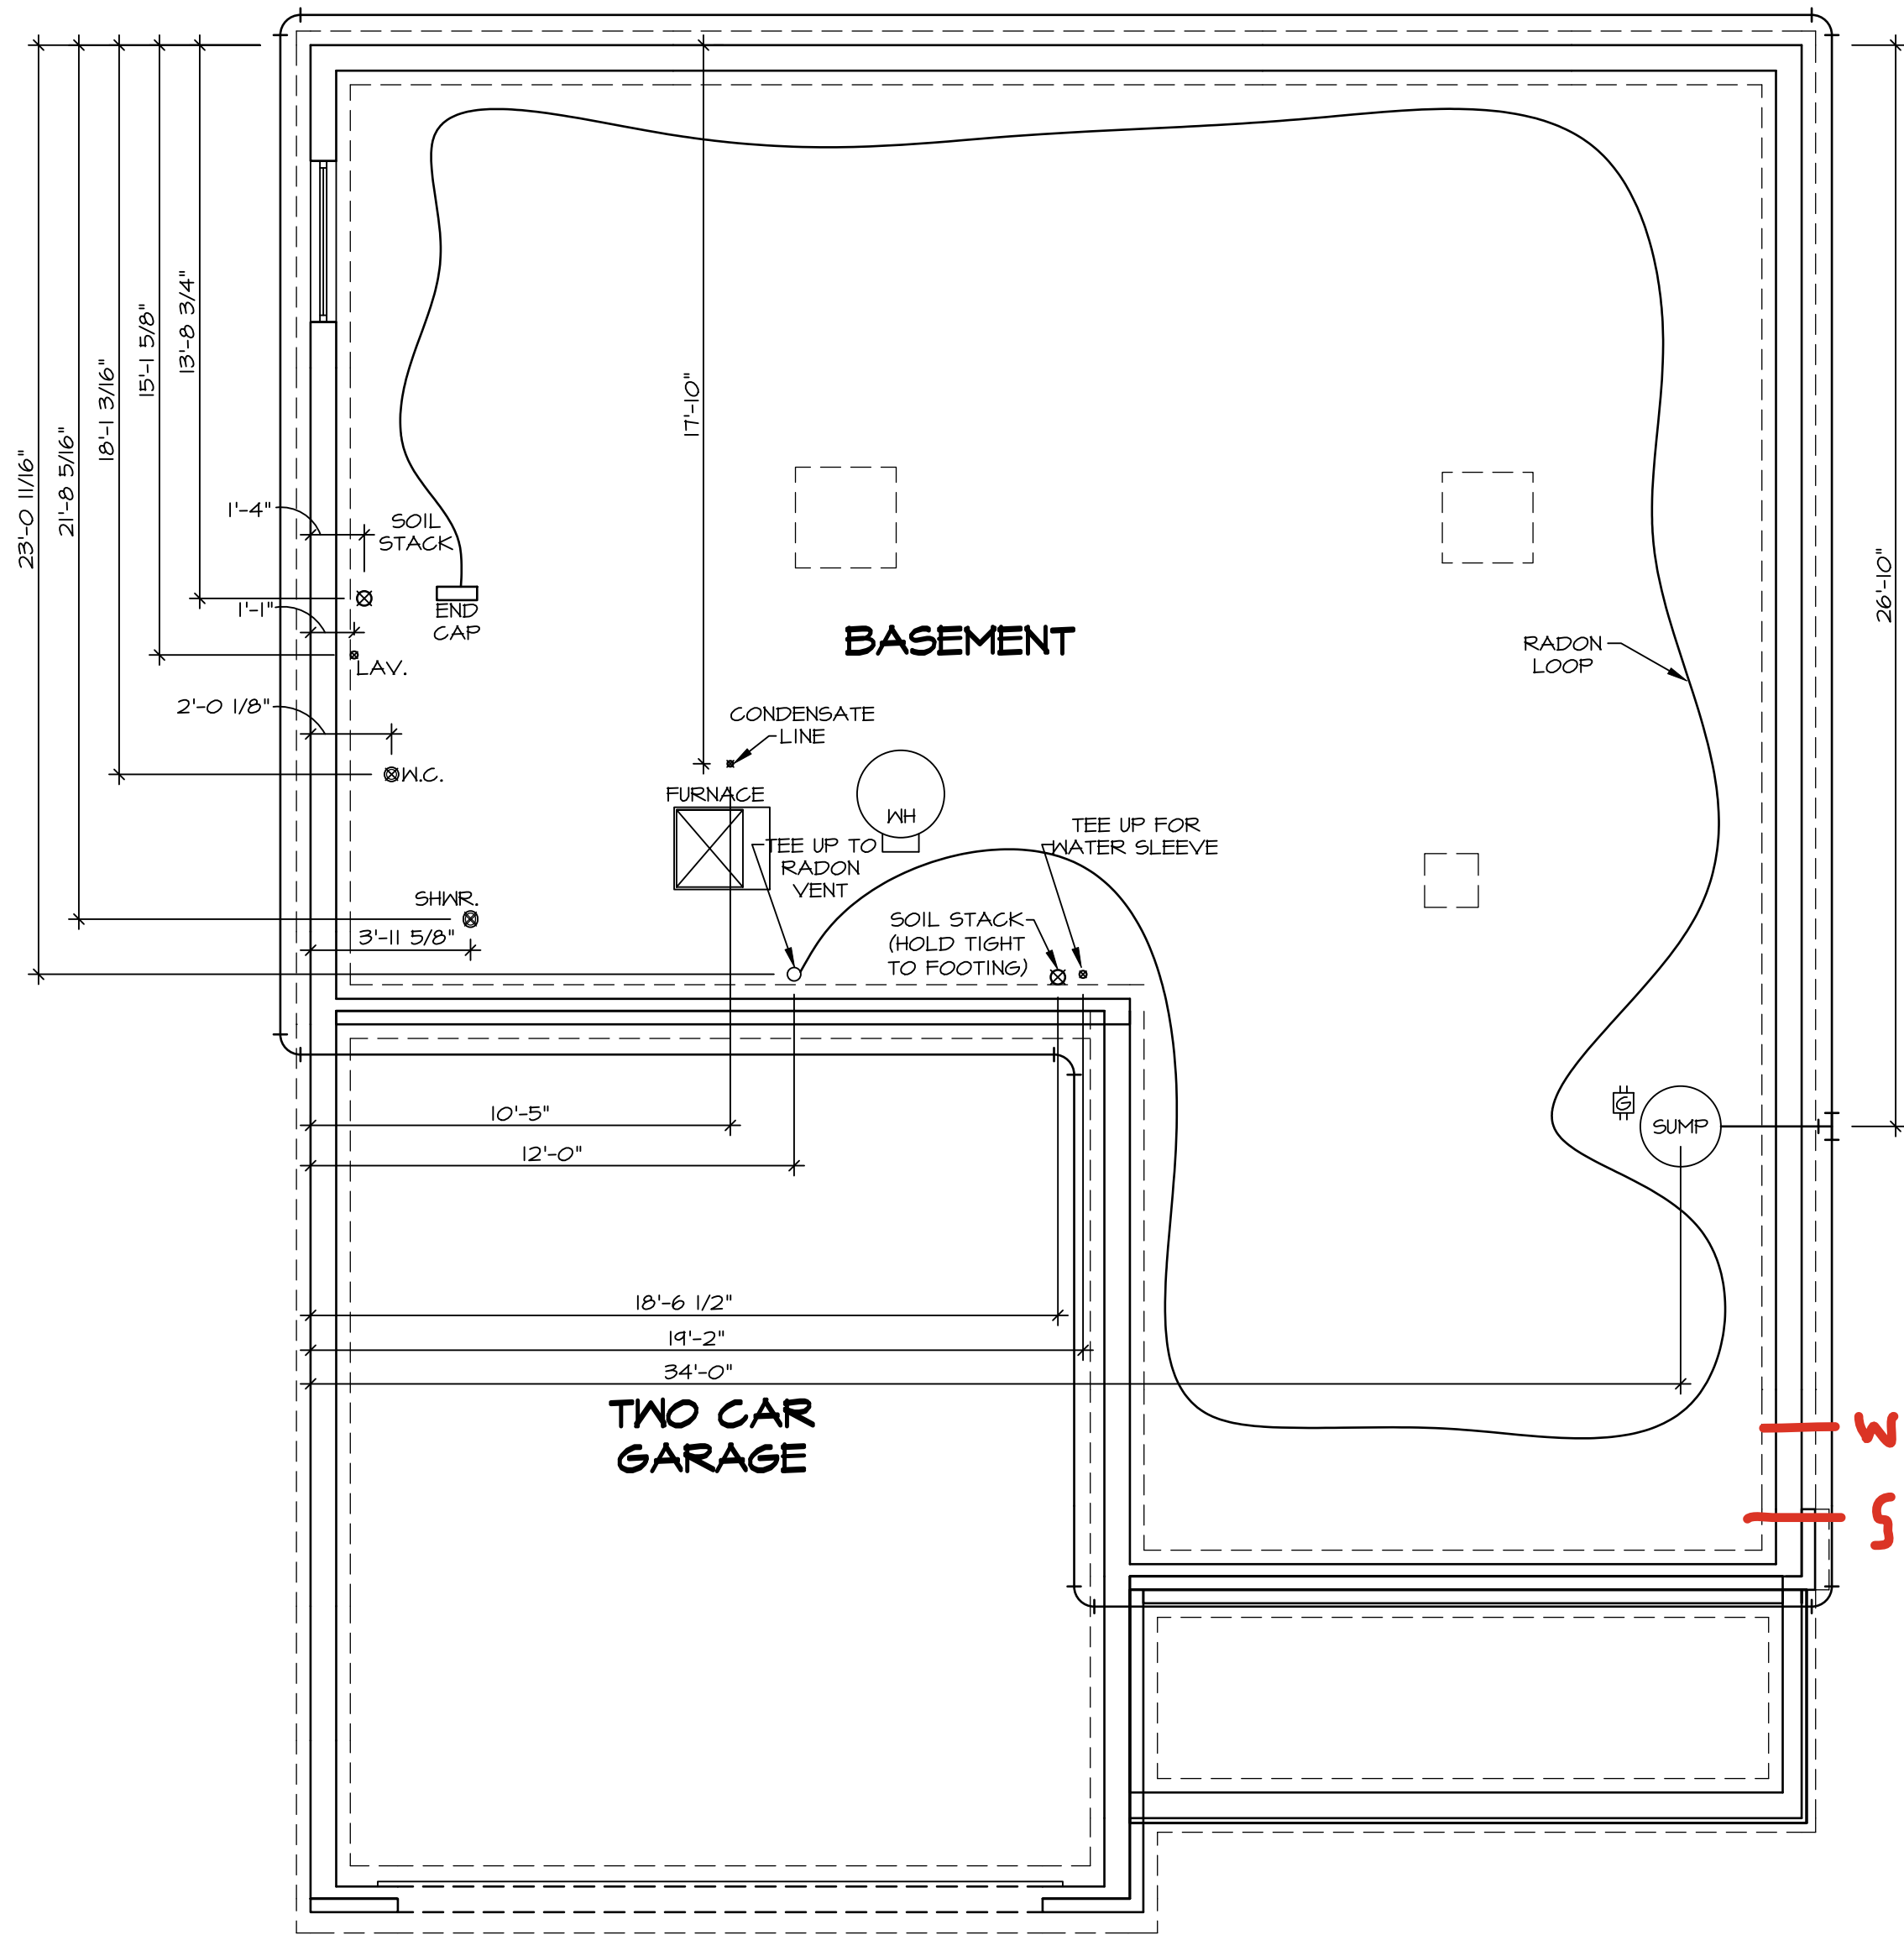 13'-8 3/4"
15'-1 5/8"
18'-1 3/16"
21'-8 5/16"
23'-0 11/16"
17'-10"
26'-10"
1'-4"
SOIL
STACK
1'-1"
END
CAP
LAV.
BASEMENT
RADON
LOOP
2'-0 1/8"
CONDENSATE
LINE
W.C.
FURNACE
WH
TEE UP TO
RADON
VENT
TEE UP FOR
WATER SLEEVE
SHWR.
3'-11 5/8"
SOIL STACK
(HOLD TIGHT
TO FOOTING)
G
SUMP
10'-5"
12'-0"
18'-6 1/2"
19'-2"
34'-0"
TWO CAR
GARAGE
W
S